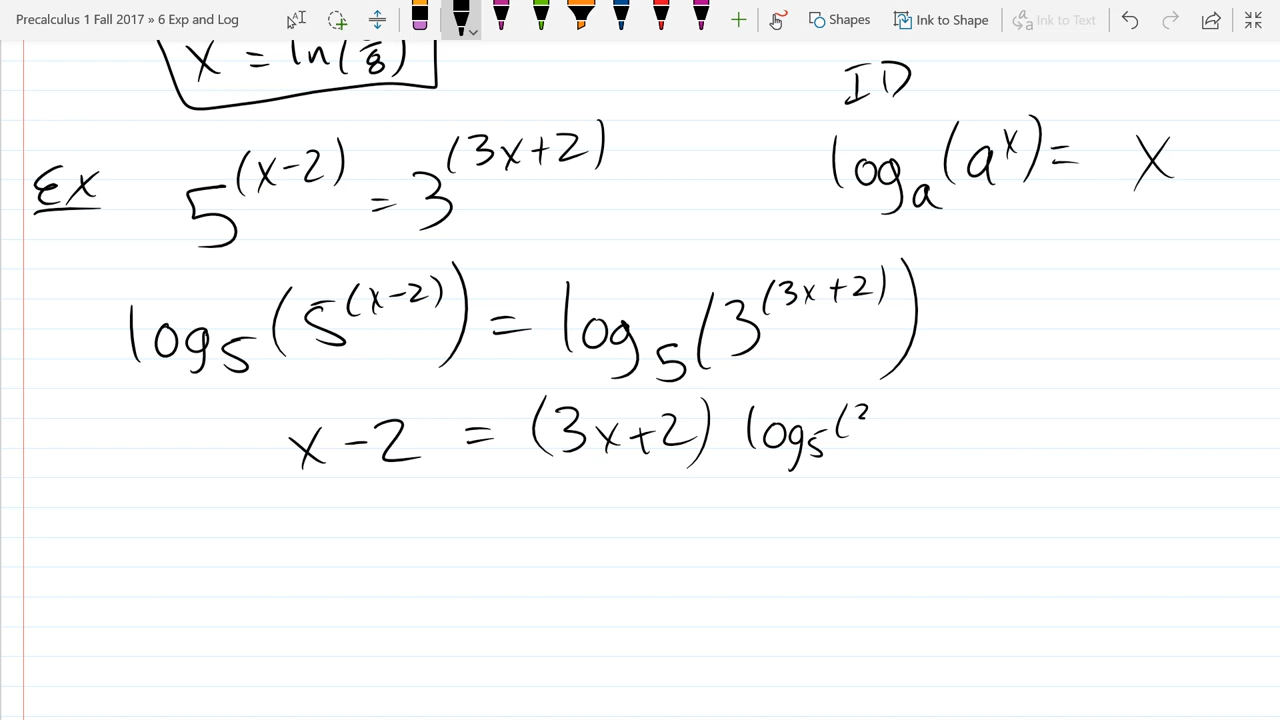 Precalculus 1 Fall 2017 » 6 Exp and Log
Shapes
Ink to Shape
Ink to Text
x = ln( /8)
ID
log_a(a^x) = x
Ex 5^(x-2) = 3^(3x+2)
log_5(5^(x-2)) = log_5(3^(3x+2))
x-2 = (3x+2) log_5(